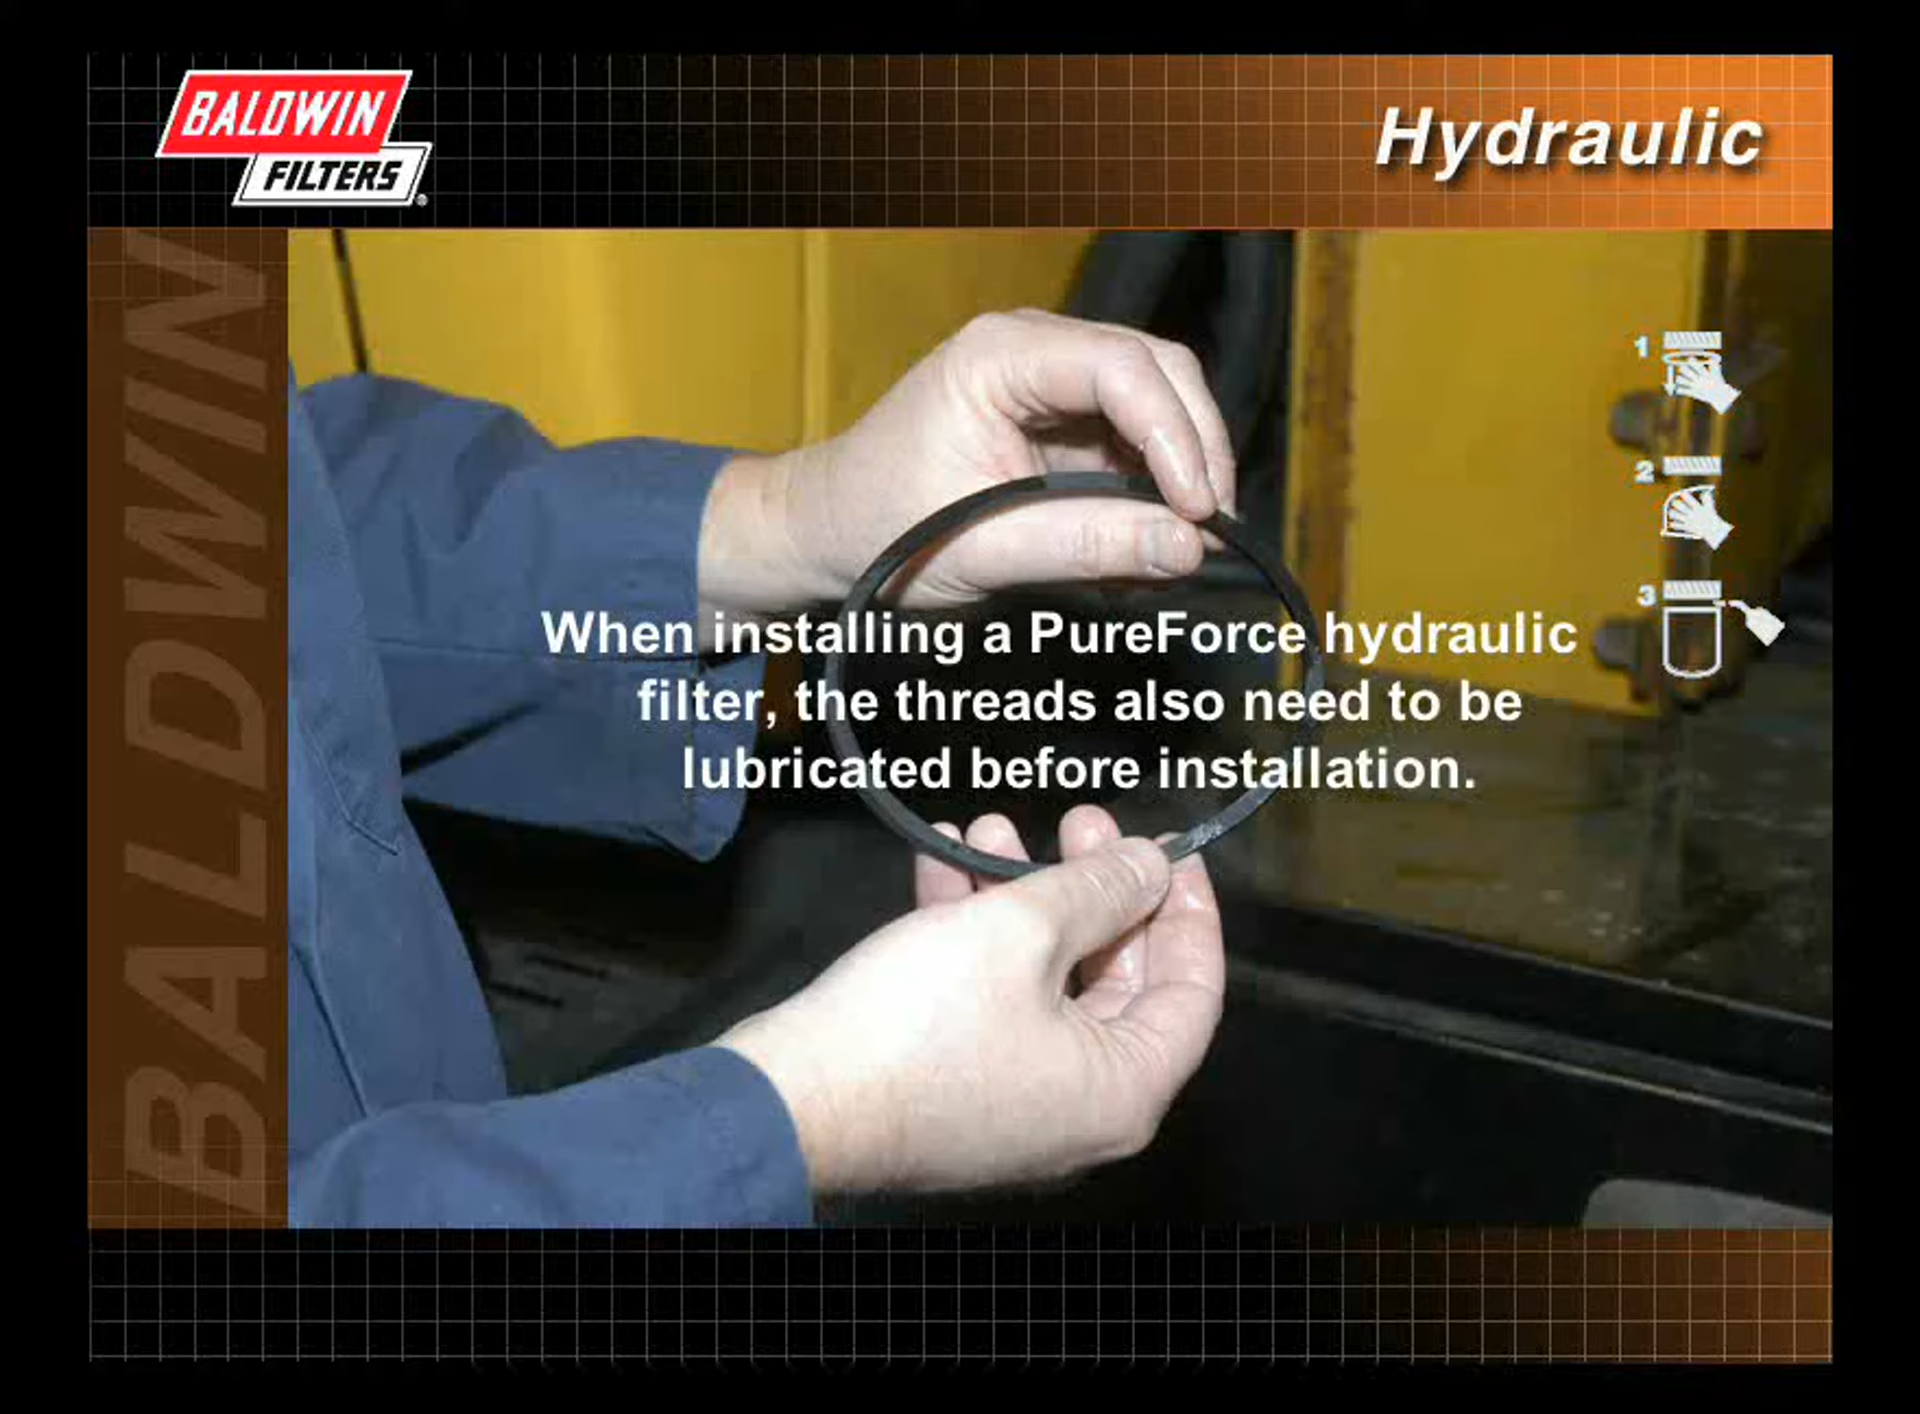 BALDWIN
FILTERS®
Hydraulic
BALDWIN
1
2
3
When installing a PureForce hydraulic
filter, the threads also need to be
lubricated before installation.